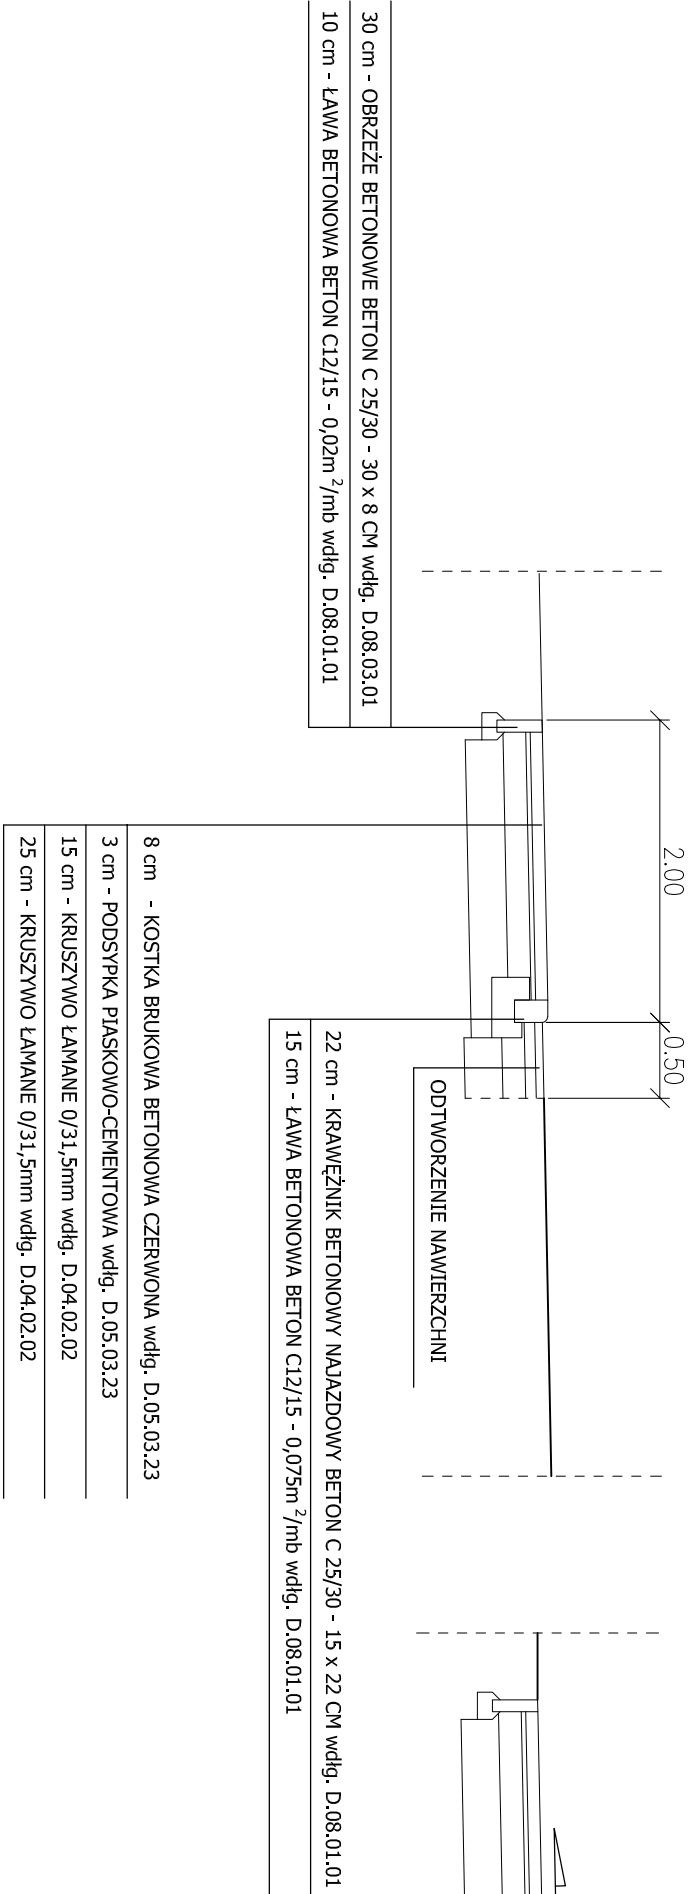 2.00
0.50
ODTWORZENIE NAWIERZCHNI
30 cm - OBRZEŻE BETONOWE BETON C 25/30 - 30 x 8 CM wdłg. D.08.03.01
10 cm - ŁAWA BETONOWA BETON C12/15 - 0,02m²/mb wdłg. D.08.01.01
22 cm - KRAWĘŻNIK BETONOWY NAJAZDOWY BETON C 25/30 - 15 x 22 CM wdłg. D.08.01.01
15 cm - ŁAWA BETONOWA BETON C12/15 - 0,075m²/mb wdłg. D.08.01.01
8 cm - KOSTKA BRUKOWA BETONOWA CZERWONA wdłg. D.05.03.23
3 cm - PODSYPKA PIASKOWO-CEMENTOWA wdłg. D.05.03.23
15 cm - KRUSZYWO ŁAMANE 0/31,5mm wdłg. D.04.02.02
25 cm - KRUSZYWO ŁAMANE 0/31,5mm wdłg. D.04.02.02